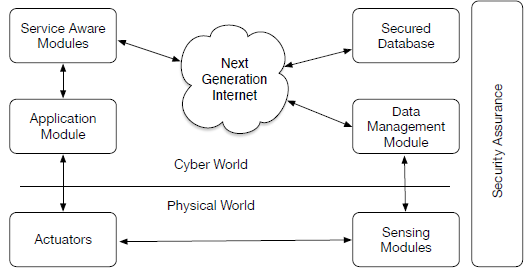 Service Aware
Modules
Next
Generation
Internet
Secured
Database
Application
Module
Data
Management
Module
Cyber World
Physical World
Actuators
Sensing
Modules
Security Assurance